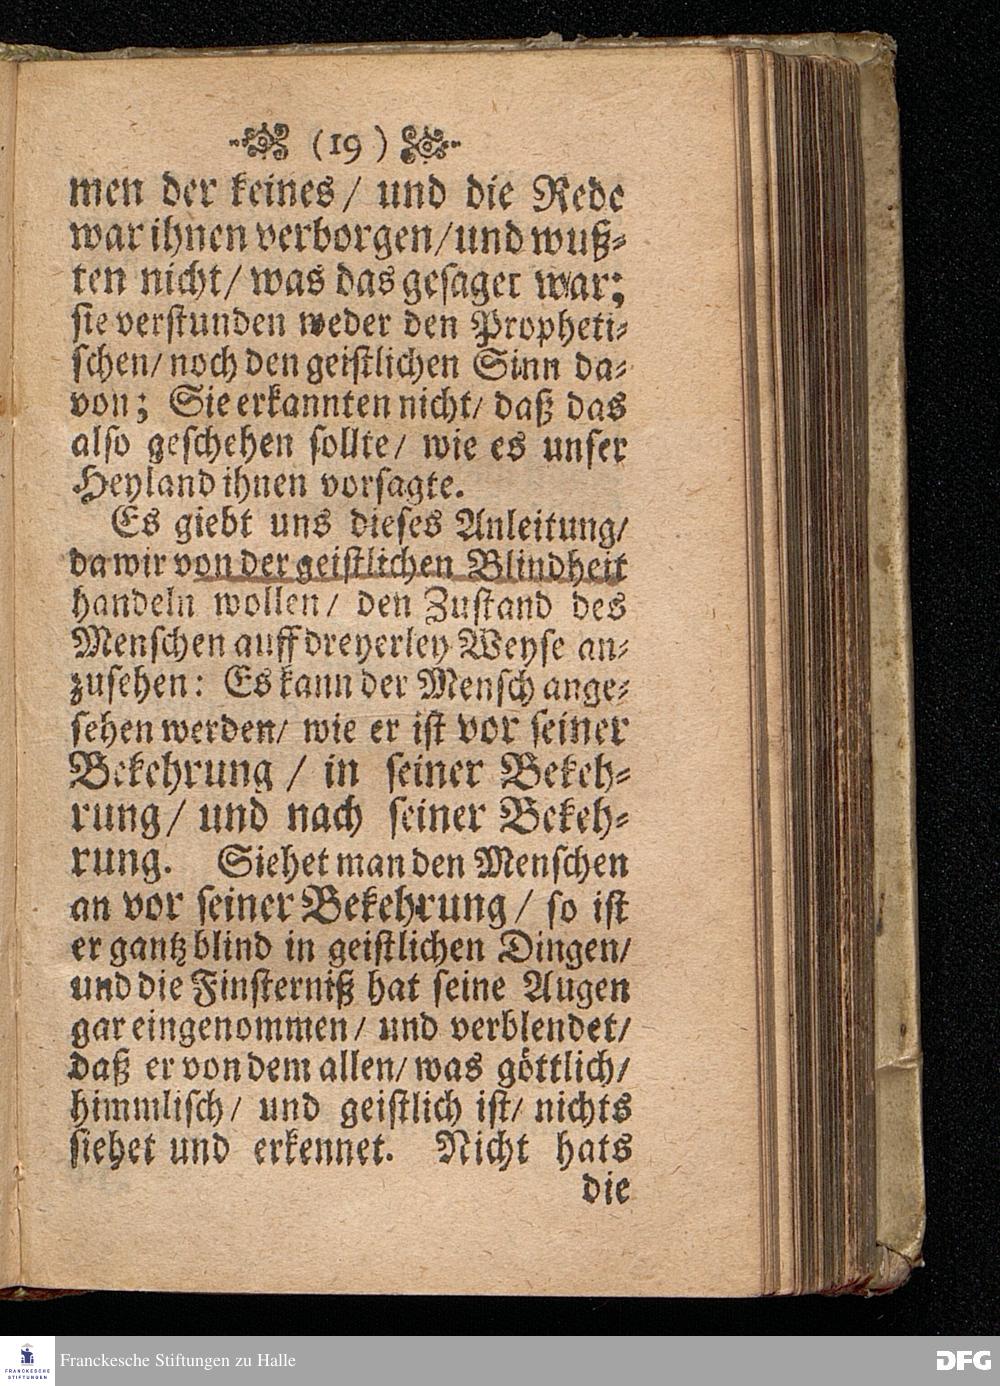 (19)
men der keines/ und die Rede
war ihnen verborgen/ und wuß-
ten nicht/ was das gesaget war;
sie verstunden weder den Propheti-
schen/ noch den geistlichen Sinn da-
von; Sie erkannten nicht/ daß das
also geschehen sollte/ wie es unser
Heyland ihnen vorsagte.
Es giebt uns dieses Anleitung/
da wir von der geistlichen Blindheit
handeln wollen/ den Zustand des
Menschen auff dreyerley Weyse an-
zusehen: Es kann der Mensch ange-
sehen werden/ wie er ist vor seiner
Bekehrung / in seiner Bekeh-
rung/ und nach seiner Bekeh-
rung. Siehet man den Menschen
an vor seiner Bekehrung/ so ist
er gantz blind in geistlichen Dingen/
und die Finsterniß hat seine Augen
gar eingenommen/ und verblendet/
daß er von dem allen/ was göttlich/
himmlisch/ und geistlich ist/ nichts
siehet und erkennet. Nicht hats
die
FRANCKESCHE
STIFTUNGEN
Franckesche Stiftungen zu Halle
DFG